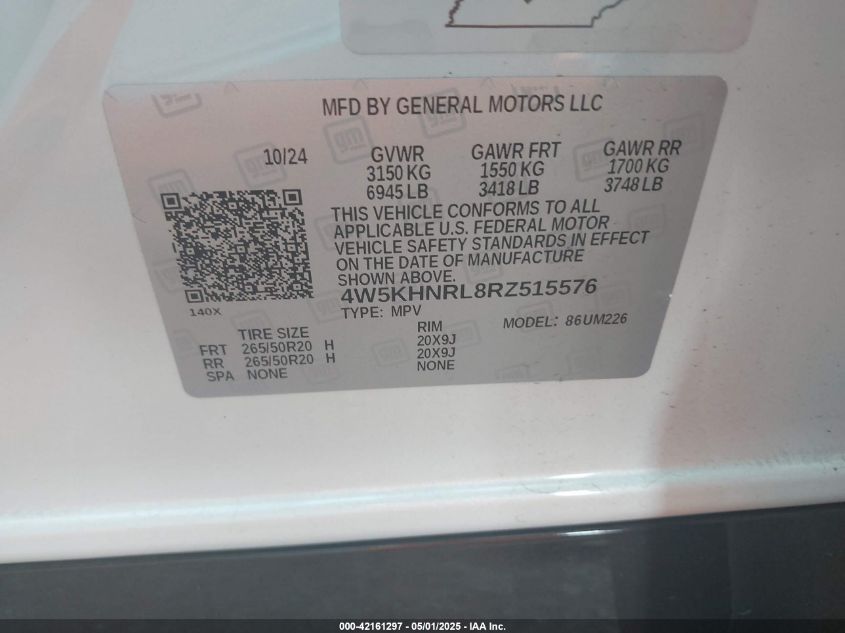 MFD BY GENERAL MOTORS LLC
10/24 GVWR GAWR FRT GAWR RR
3150 KG 1550 KG 1700 KG
6945 LB 3418 LB 3748 LB
THIS VEHICLE CONFORMS TO ALL
APPLICABLE U.S. FEDERAL MOTOR
VEHICLE SAFETY STANDARDS IN EFFECT
ON THE DATE OF MANUFACTURE
SHOWN ABOVE.
4W5KHNRL8RZ515576
140X
TYPE: MPV MODEL: 86UM226
TIRE SIZE RIM
FRT 265/50R20 H 20X9J
RR 265/50R20 H 20X9J
SPA NONE NONE
000-42161297 - 05/01/2025 - IAA Inc.